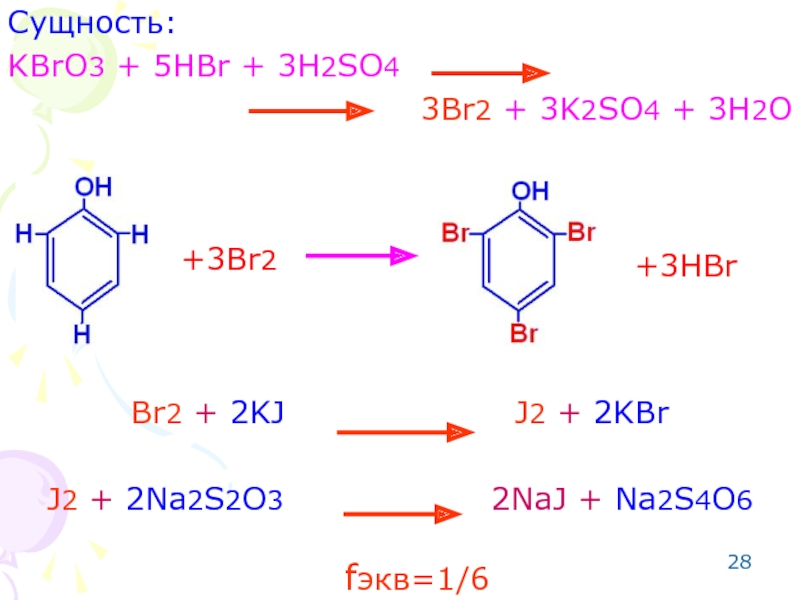 Сущность:
KBrO3 + 5HBr + 3H2SO4
3Br2 + 3K2SO4 + 3H2O
OH
H H
H
+3Br2
OH
Br Br
Br
+3HBr
Br2 + 2KJ J2 + 2KBr
J2 + 2Na2S2O3 2NaJ + Na2S4O6
fэкв=1/6
28